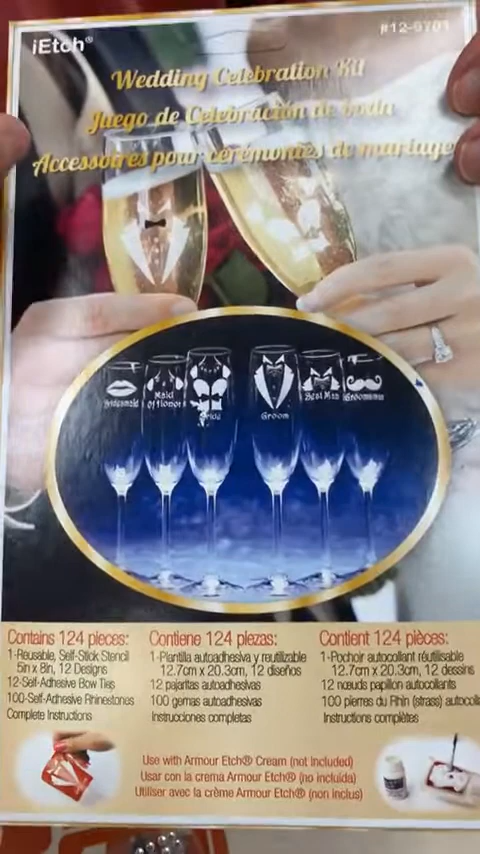 iEtch®
#12-9701
Wedding Celebration Kit
Juego de Celebración de boda
Accessoires pour cérémonies de mariage
Bridesmaid
Maid
Of Honor
Bride
Groom
Best Man
Groomsman
Contains 124 pieces:
1-Reusable, Self-Stick Stencil
5in x 8in, 12 Designs
12-Self-Adhesive Bow Ties
100-Self-Adhesive Rhinestones
Complete Instructions
Contiene 124 piezas:
1-Plantilla autoadhesiva y reutilizable
12.7cm x 20.3cm, 12 diseños
12 pajaritas autoadhesivas
100 gemas autoadhesivas
Instrucciones completas
Contient 124 pièces:
1-Pochoir autocollant réutilisable
12.7cm x 20.3cm, 12 dessins
12 nœuds papillon autocollants
100 pierres du Rhin (strass) autocolla
Instructions complètes
Use with Armour Etch® Cream (not included)
Usar con la crema Armour Etch® (no incluída)
Utiliser avec la crème Armour Etch® (non inclus)